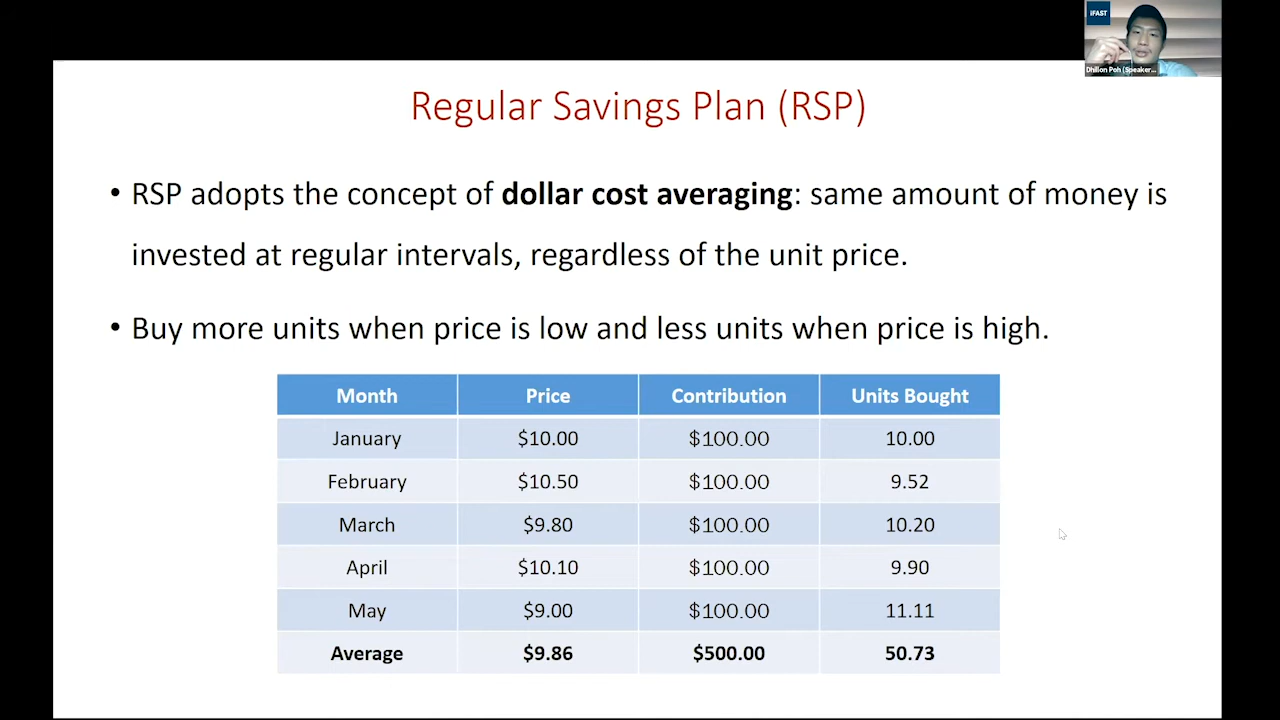 iFAST
Dhillon Poh (Speaker...
Regular Savings Plan (RSP)
• RSP adopts the concept of dollar cost averaging: same amount of money is
invested at regular intervals, regardless of the unit price.
• Buy more units when price is low and less units when price is high.
Month Price Contribution Units Bought
January $10.00 $100.00 10.00
February $10.50 $100.00 9.52
March $9.80 $100.00 10.20
April $10.10 $100.00 9.90
May $9.00 $100.00 11.11
Average $9.86 $500.00 50.73